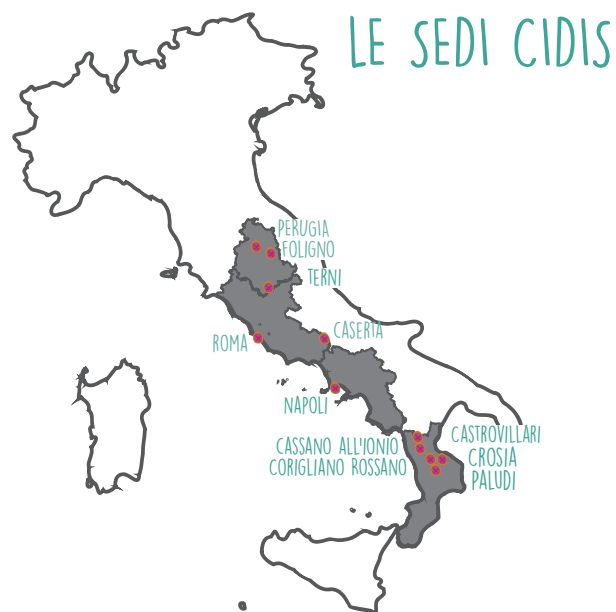 LE SEDI CIDIS
PERUGIA
FOLIGNO
TERNI
CASERTA
ROMA
NAPOLI
CASTROVILLARI
CASSANO ALL'IONIO
CROSIA
CORIGLIANO ROSSANO
PALUDI